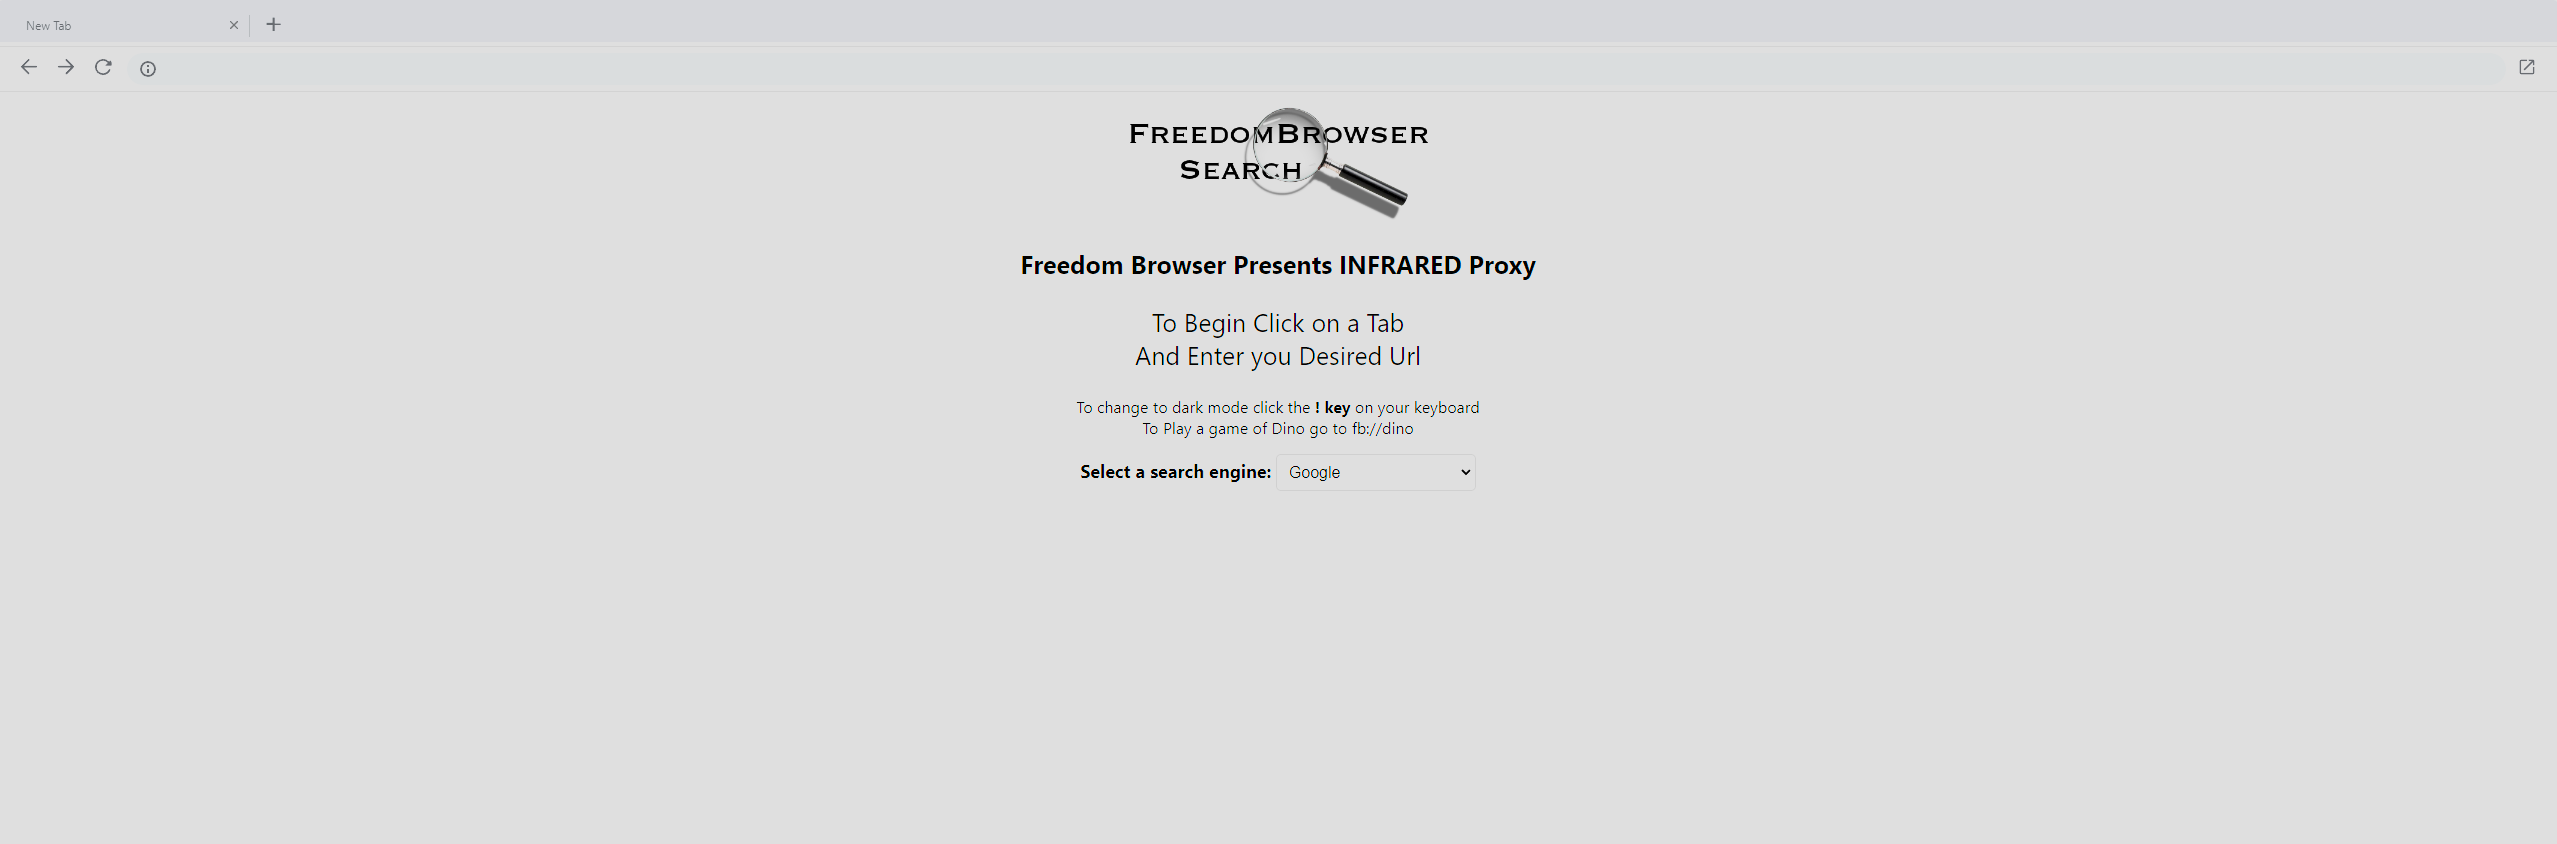 New Tab
FreedomBrowser
Search
Freedom Browser Presents INFRARED Proxy
To Begin Click on a Tab
And Enter you Desired Url
To change to dark mode click the ! key on your keyboard
To Play a game of Dino go to fb://dino
Select a search engine: Google